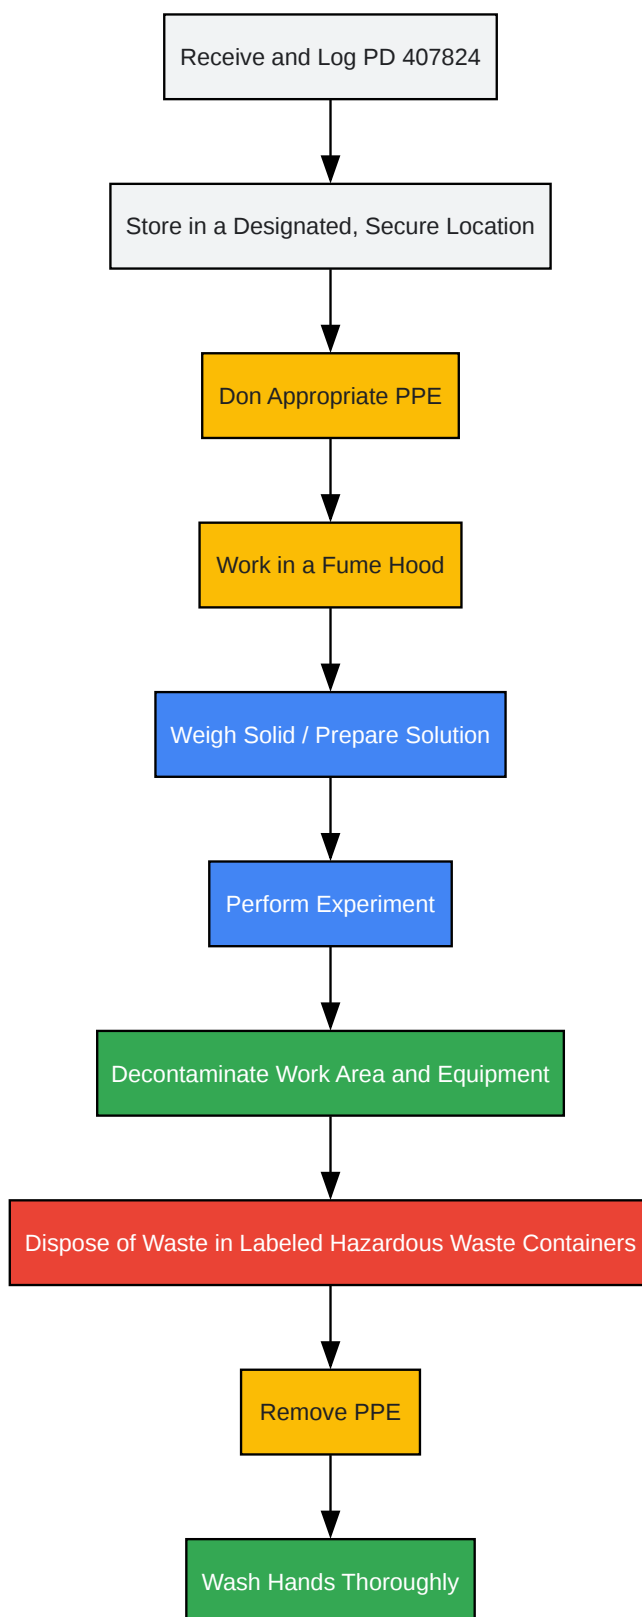 Receive and Log PD 407824
Store in a Designated, Secure Location
Don Appropriate PPE
Work in a Fume Hood
Weigh Solid / Prepare Solution
Perform Experiment
Decontaminate Work Area and Equipment
Dispose of Waste in Labeled Hazardous Waste Containers
Remove PPE
Wash Hands Thoroughly